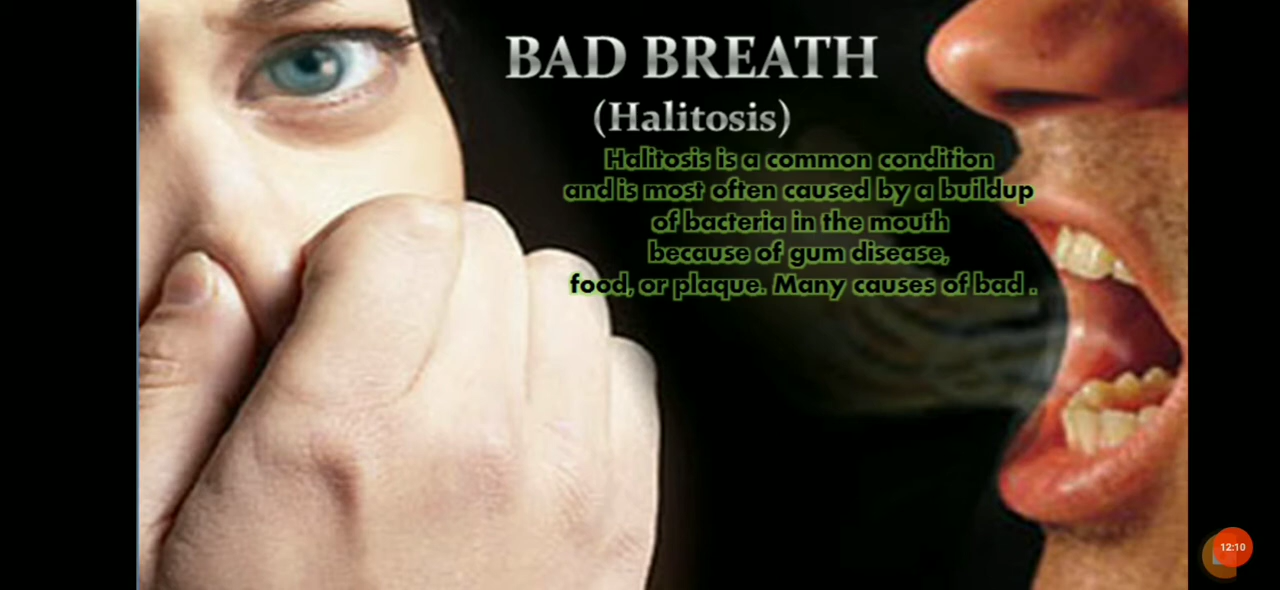 BAD BREATH
(Halitosis)
Halitosis is a common condition
and is most often caused by a buildup
of bacteria in the mouth
because of gum disease,
food, or plaque. Many causes of bad .
12:10